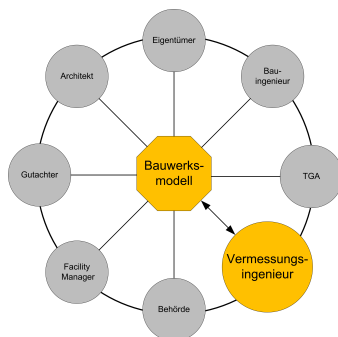 Eigentümer
Architekt
Bau-
ingenieur
Bauwerks-
modell
Gutachter
TGA
Vermessungs-
ingenieur
Facility
Manager
Behörde